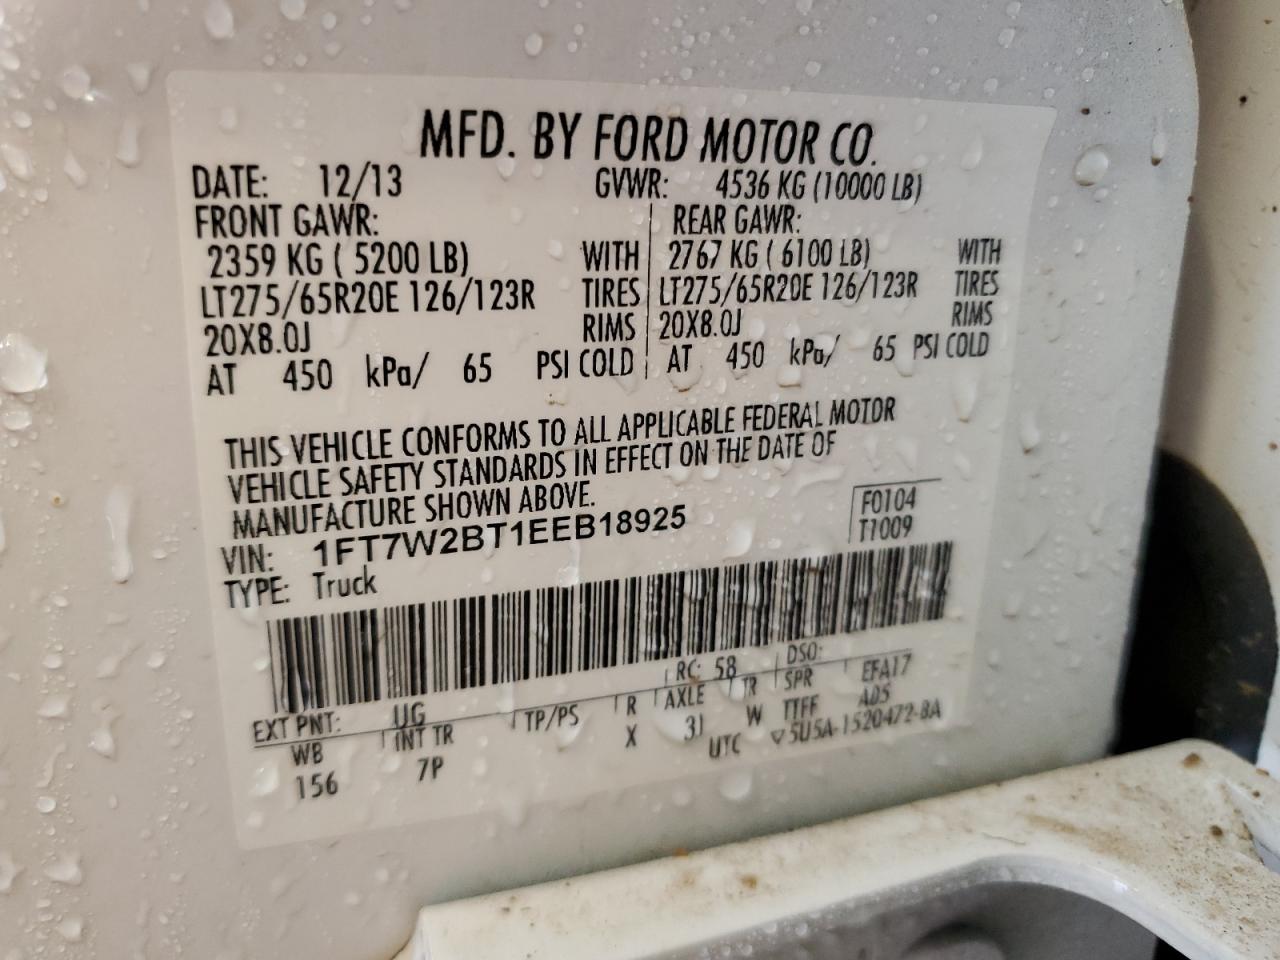 MFD. BY FORD MOTOR CO.
DATE: 12/13 GVWR: 4536 KG (10000 LB)
FRONT GAWR: REAR GAWR:
2359 KG ( 5200 LB) WITH 2767 KG ( 6100 LB) WITH
LT275/65R20E 126/123R TIRES LT275/65R20E 126/123R TIRES
20X8.0J RIMS 20X8.0J RIMS
AT 450 kPa/ 65 PSI COLD AT 450 kPa/ 65 PSI COLD
THIS VEHICLE CONFORMS TO ALL APPLICABLE FEDERAL MOTOR
VEHICLE SAFETY STANDARDS IN EFFECT ON THE DATE OF
MANUFACTURE SHOWN ABOVE.
F0104
VIN: 1FT7W2BT1EEB18925
T1009
TYPE: Truck
EXT PNT: UG RC: 58 DSO:
WB INT TR TP/PS R AXLE TR SPR EFA17
156 7P X 3J W TTFF AD5
UTC ▽5U5A-1520472-BA